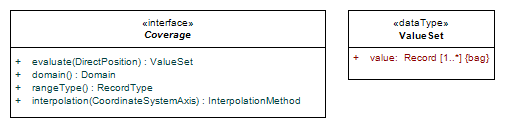 «interface»
Coverage
+ evaluate(DirectPosition) : ValueSet
+ domain() : Domain
+ rangeType() : RecordType
+ interpolation(CoordinateSystemAxis) : InterpolationMethod
«dataType»
ValueSet
+ value: Record [1..*] {bag}